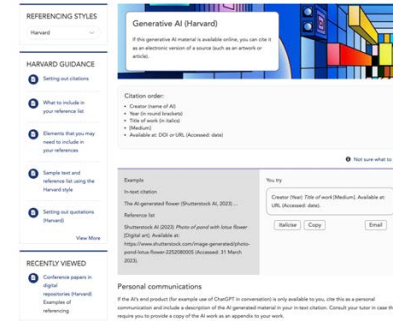 REFERENCING STYLES
Harvard
HARVARD GUIDANCE
Setting out citations
What to include in
your reference list
Elements that you may
need to include in
your references
Sample text and
reference list using the
Harvard style
Setting out quotations
(Harvard)
View More
RECENTLY VIEWED
Conference papers in
digital
repositories (Harvard)
Examples of
referencing
Generative AI (Harvard)
If this generative AI material is available online, you can cite it
as an electronic version of a source (such as an artwork or
article).
Citation order:
• Creator (name of AI)
• Year (in round brackets)
• Title of work (in italics)
• [Medium]
• Available at: DOI or URL (Accessed: date)
Not sure what to
Example
In-text citation
The AI-generated flower (Shutterstock AI, 2023) ...
Reference list
Shutterstock AI (2023) Photo of pond with lotus flower
[Digital art]. Available at:
https://www.shutterstock.com/image-generated/photo-
pond-lotus-flower-2252080005 (Accessed: 31 March
2023).
You try
Creator (Year) Title of work [Medium]. Available at:
URL (Accessed: date).
Italicise Copy Email
Personal communications
If the AI's end product (for example use of ChatGPT in conversation) is only available to you, cite this as a personal
communication and include a description of the AI generated material in your in-text citation. Consult your tutor in case th
require you to provide a copy of the AI work as an appendix to your work.